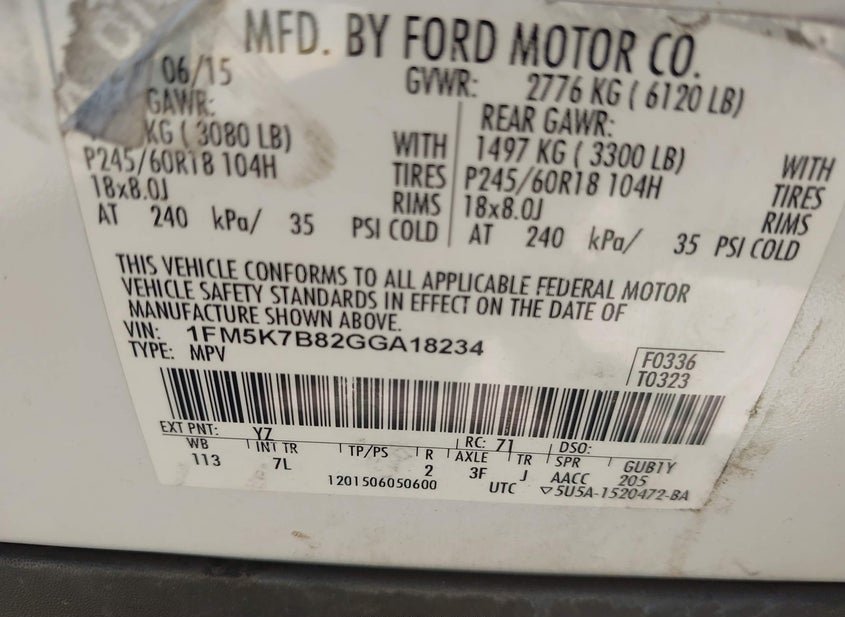 MFD. BY FORD MOTOR CO.
06/15 GVWR: 2776 KG ( 6120 LB)
GAWR: REAR GAWR:
KG ( 3080 LB) WITH 1497 KG ( 3300 LB) WITH
P245/60R18 104H TIRES P245/60R18 104H TIRES
18x8.0J RIMS 18x8.0J RIMS
AT 240 kPa/ 35 PSI COLD AT 240 kPa/ 35 PSI COLD
THIS VEHICLE CONFORMS TO ALL APPLICABLE FEDERAL MOTOR
VEHICLE SAFETY STANDARDS IN EFFECT ON THE DATE OF
MANUFACTURE SHOWN ABOVE.
VIN: 1FM5K7B82GGA18234
TYPE: MPV
F0336
T0323
EXT PNT: YZ RC: 71 DSO:
WB INT TR TP/PS R AXLE TR SPR GUB1Y
113 7L 2 3F J AACC 205
1201506050600 UTC ▽5U5A-1520472-BA